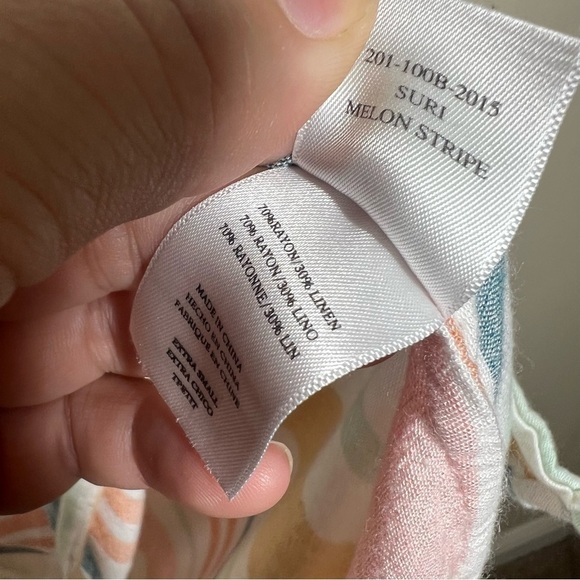 201-100B-2015
SURI
MELON STRIPE
70%RAYON/30% LINEN
70% RAYON/30% LINO
70% RAYONNE/30% LIN
MADE IN CHINA
HECHO EN CHINA
FABRIQUE EN CHINE
EXTRA SMALL
EXTRA CHICO
TPETIT